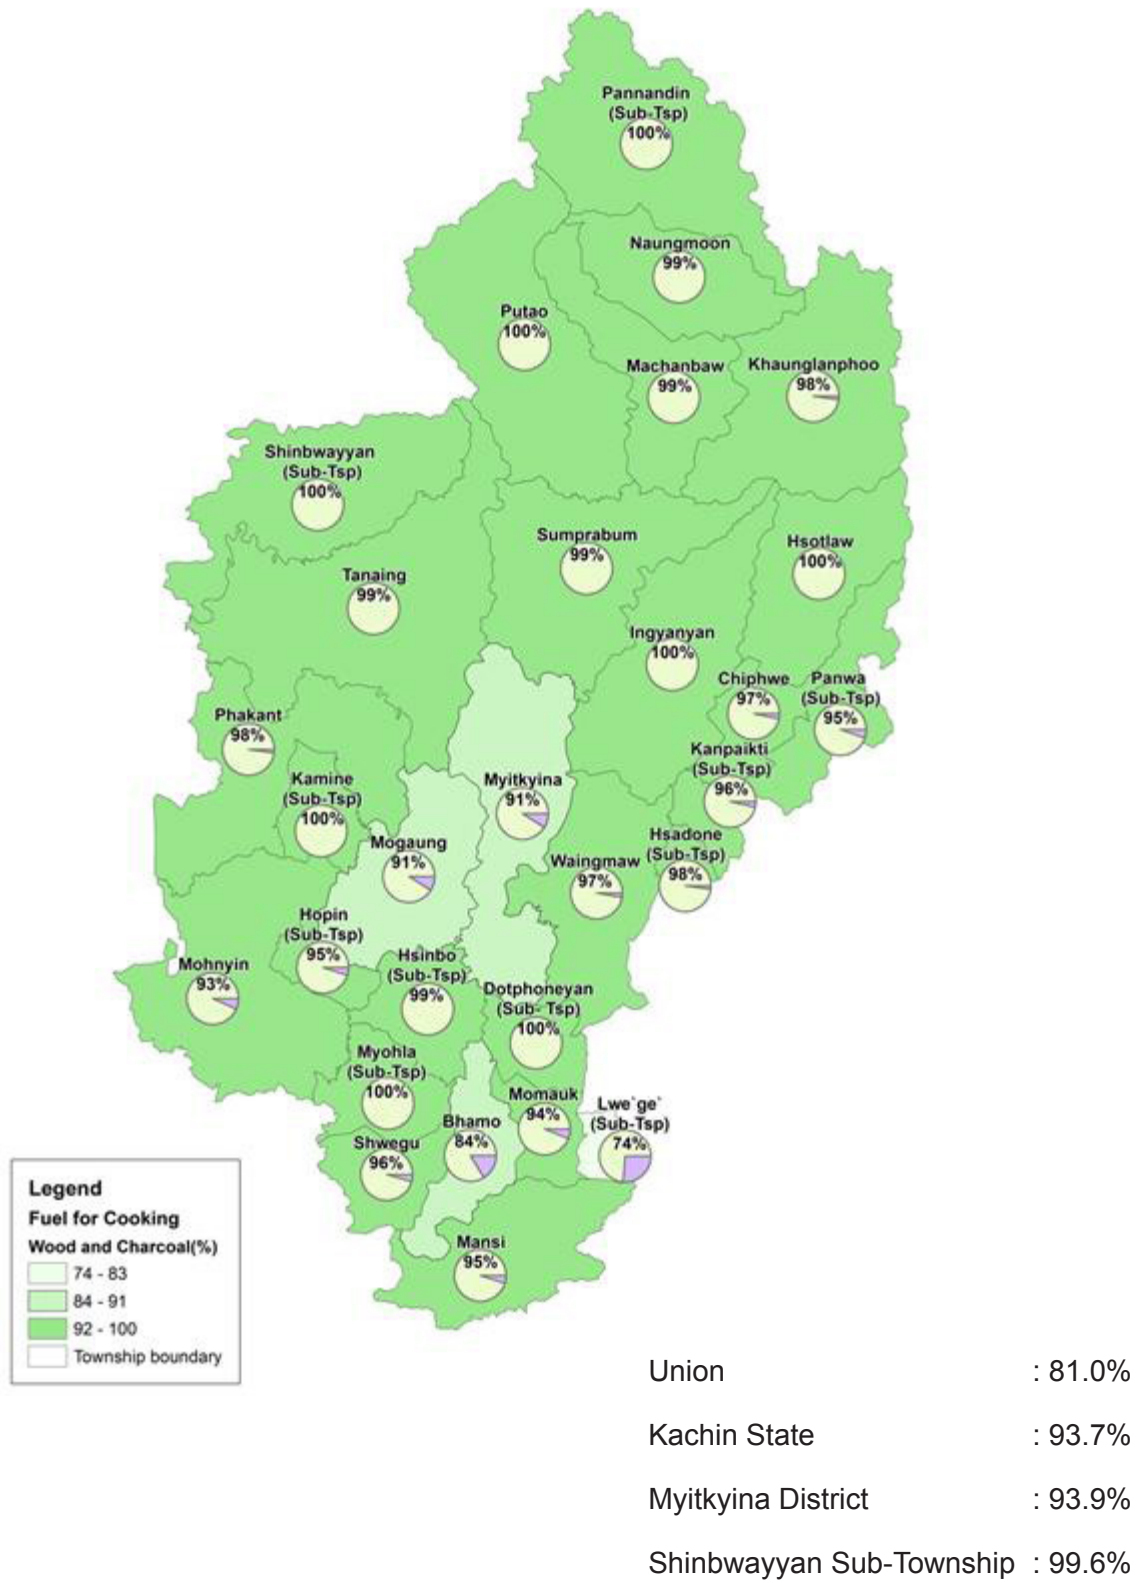 Pannandin
(Sub-Tsp)
100%
Naungmoon
99%
Putao
100%
Machanbaw
99%
Khaunglanphoo
98%
Shinbwayyan
(Sub-Tsp)
100%
Sumprabum
99%
Hsotlaw
100%
Tanaing
99%
Ingyanyan
100%
Chiphwe
97%
Panwa
(Sub-Tsp)
95%
Phakant
98%
Kanpaikti
(Sub-Tsp)
96%
Kamine
(Sub-Tsp)
100%
Myitkyina
91%
Mogaung
91%
Hsadone
(Sub-Tsp)
98%
Waingmaw
97%
Hopin
(Sub-Tsp)
95%
Mohnyin
93%
Hsinbo
(Sub-Tsp)
99%
Dotphoneyan
(Sub- Tsp)
100%
Myohla
(Sub-Tsp)
100%
Momauk
94%
Lwe`ge`
(Sub-Tsp)
74%
Bhamo
84%
Shwegu
96%
Mansi
95%
Legend
Fuel for Cooking
Wood and Charcoal(%)
74 - 83
84 - 91
92 - 100
Township boundary
Union : 81.0%
Kachin State : 93.7%
Myitkyina District : 93.9%
Shinbwayyan Sub-Township : 99.6%